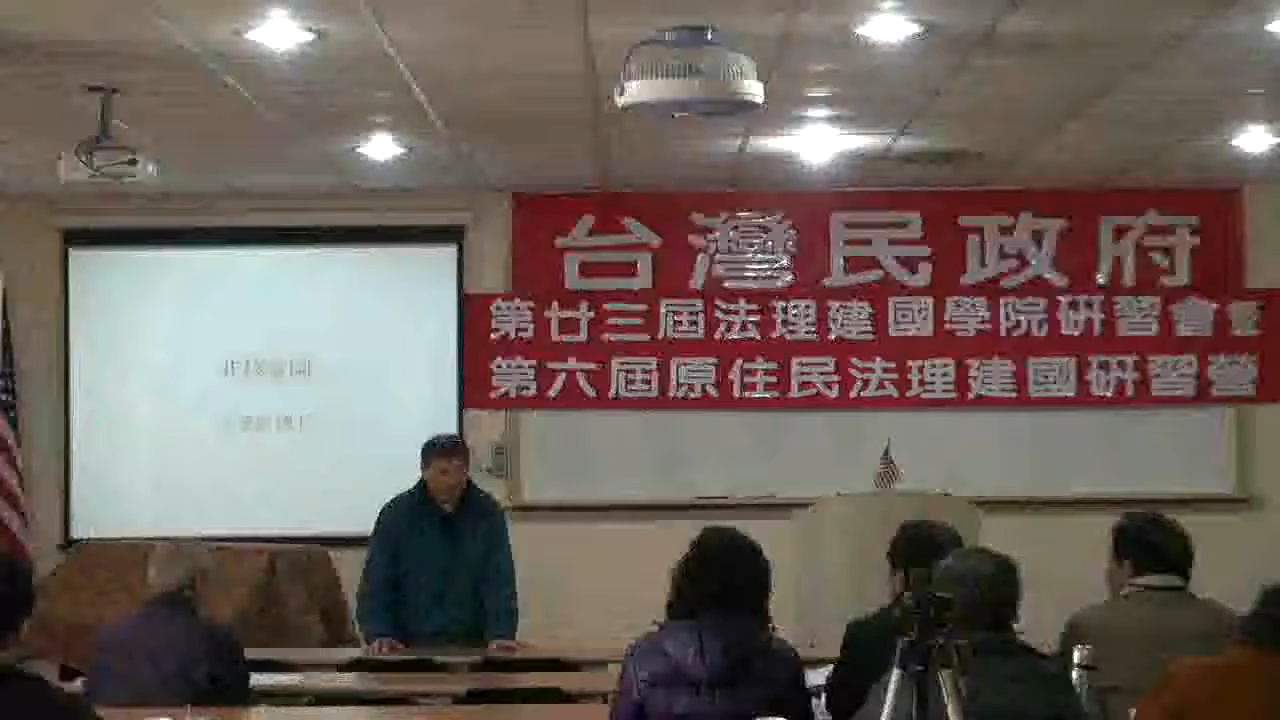 台灣民政府
第廿三屆法理建國學院研習會暨
第六屆原住民法理建國研習營